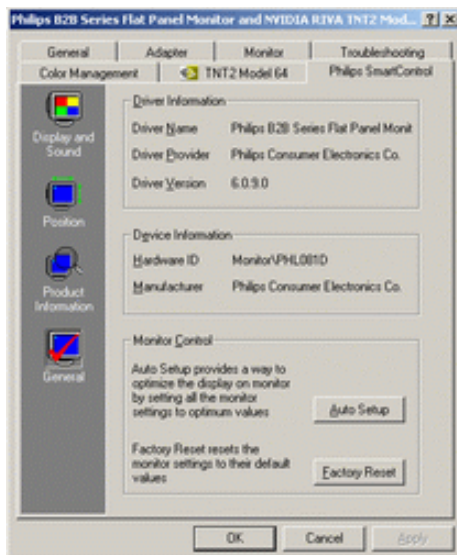 Philips B2B Series Flat Panel Monitor and NVIDIA RIVA TNT2 Mod...
General Adapter Monitor Troubleshooting
Color Management TNT2 Model 64 Philips SmartControl
Display and
Sound
Position
Product
Information
General
Driver Information
Driver Name Philips B2B Series Flat Panel Monit
Driver Provider Philips Consumer Electronics Co.
Driver Version 6.0.9.0
Device Information
Hardware ID Monitor\PHL081D
Manufacturer Philips Consumer Electronics Co.
Monitor Control
Auto Setup provides a way to
optimize the display on monitor
by setting all the monitor
settings to optimum values
Auto Setup
Factory Reset resets the
monitor settings to their default
values
Factory Reset
OK Cancel Apply